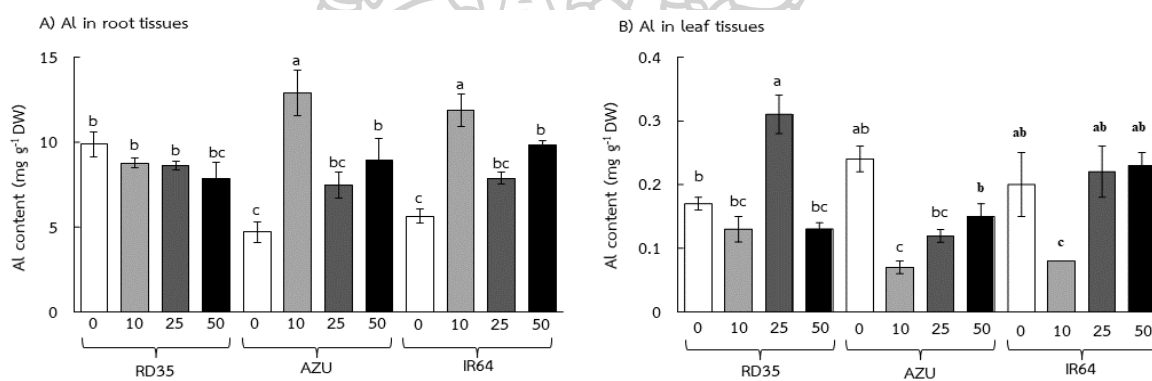 A) Al in root tissues
Al content (mg g⁻¹ DW)
15
10
5
0
b
b
b
bc
c
a
bc
b
c
a
bc
b
0 10 25 50 0 10 25 50 0 10 25 50
RD35 AZU IR64
B) Al in leaf tissues
Al content (mg g⁻¹ DW)
0.4
0.3
0.2
0.1
0
b
bc
a
bc
ab
c
bc
b
ab
c
ab
ab
0 10 25 50 0 10 25 50 0 10 25 50
RD35 AZU IR64